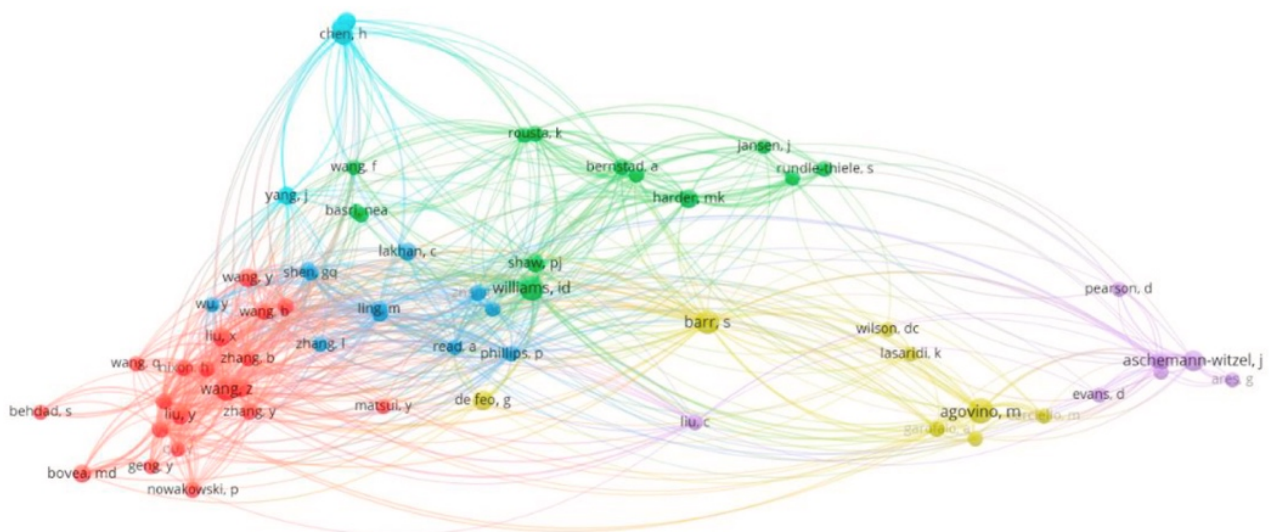 chen, h
rousta, k
jansen, j
wang, f
bernstad, a
rundle-thiele, s
yang, j
harder, mk
basri, nea
lakhan, c
shaw, pj
shen, gq
wang, y
williams, id
pearson, d
wu, y
wang, h
ling, m
barr, s
wilson, dc
liu, x
zhang, l
read, a
phillips, p
lasaridi, k
wang, q
zhang, b
aschemann-witzel, j
ares, g
wang, z
evans, d
behdad, s
liu, y
zhang, y
matsui, y
de feo, g
agovino, m
liu, c
garofalo, a
bovea, md
geng, y
nowakowski, p